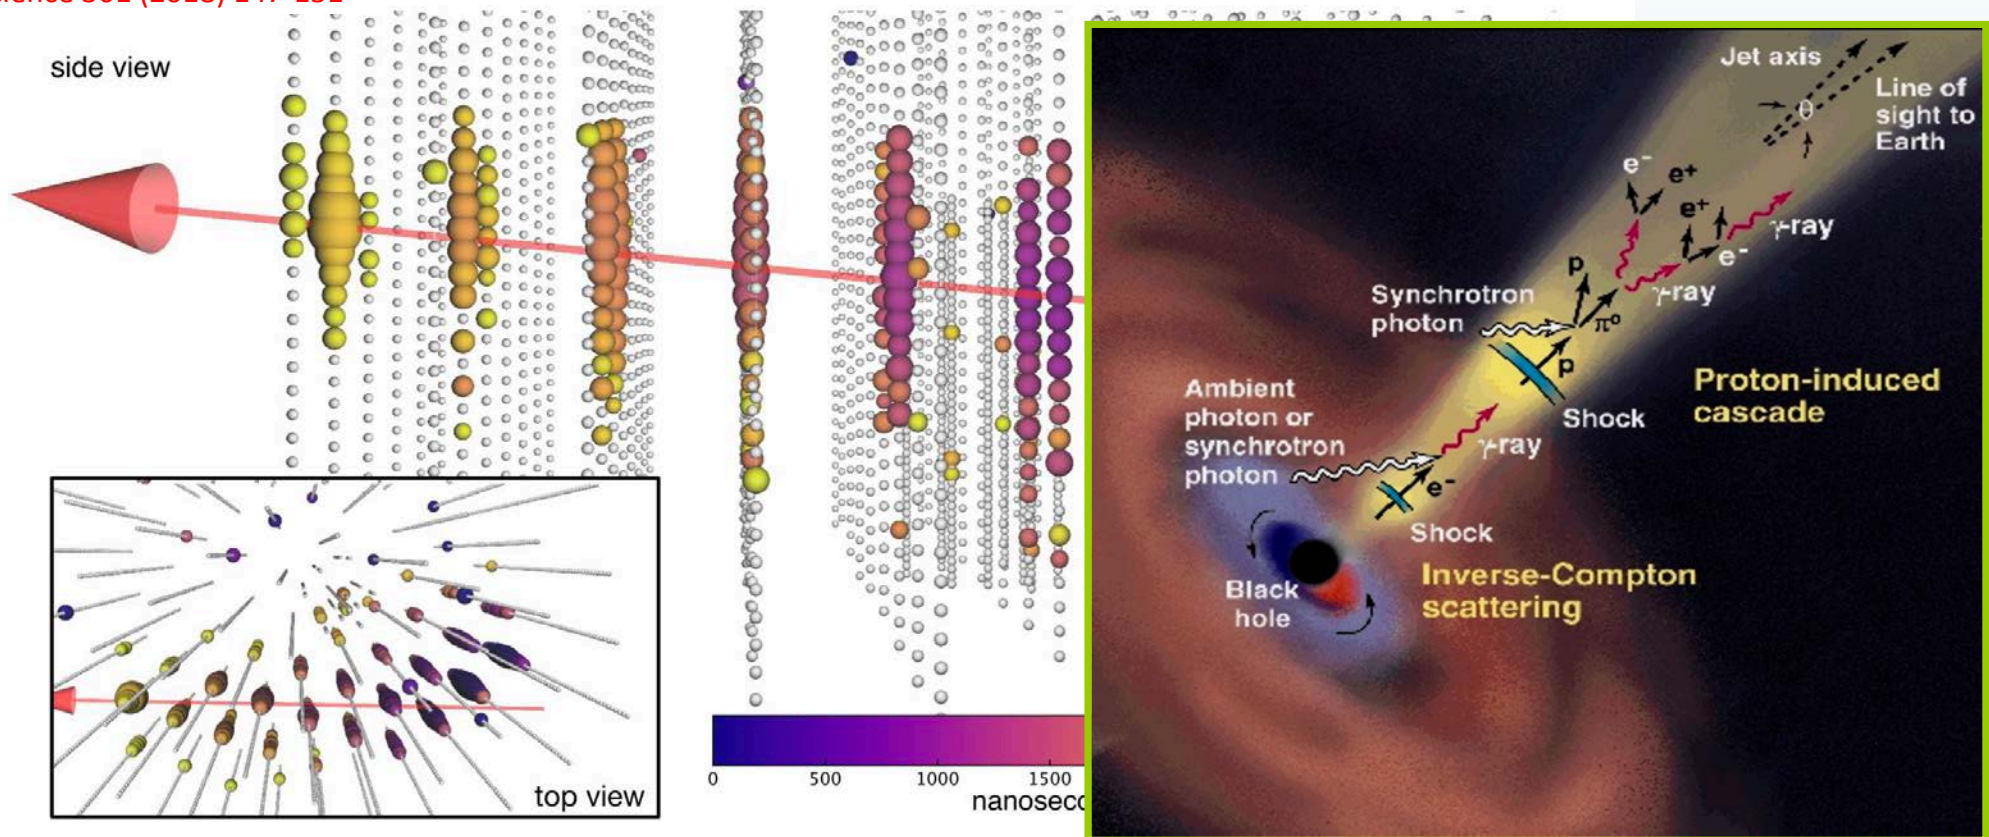 side view
top view
0 500 1000 1500
Jet axis
Line of
sight to
Earth
θ
e⁻
e⁺
e⁺
γ-ray
e⁻
p
γ-ray
Synchrotron
photon
π⁰
p
Proton-induced
cascade
Shock
Ambient
photon or
synchrotron
photon
γ-ray
e⁻
Shock
Black
hole
Inverse-Compton
scattering